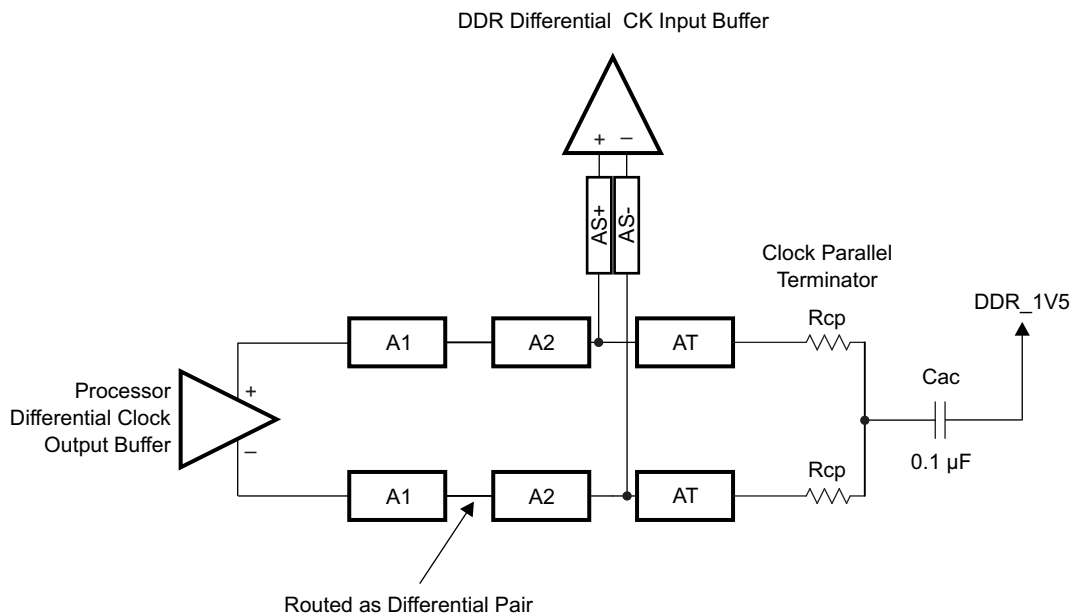 DDR Differential CK Input Buffer
+ –
AS+
AS-
Clock Parallel
Terminator
DDR_1V5
A1
A2
AT
Rcp
Processor
Differential Clock
Output Buffer
+
–
Cac
0.1 µF
A1
A2
AT
Rcp
Routed as Differential Pair